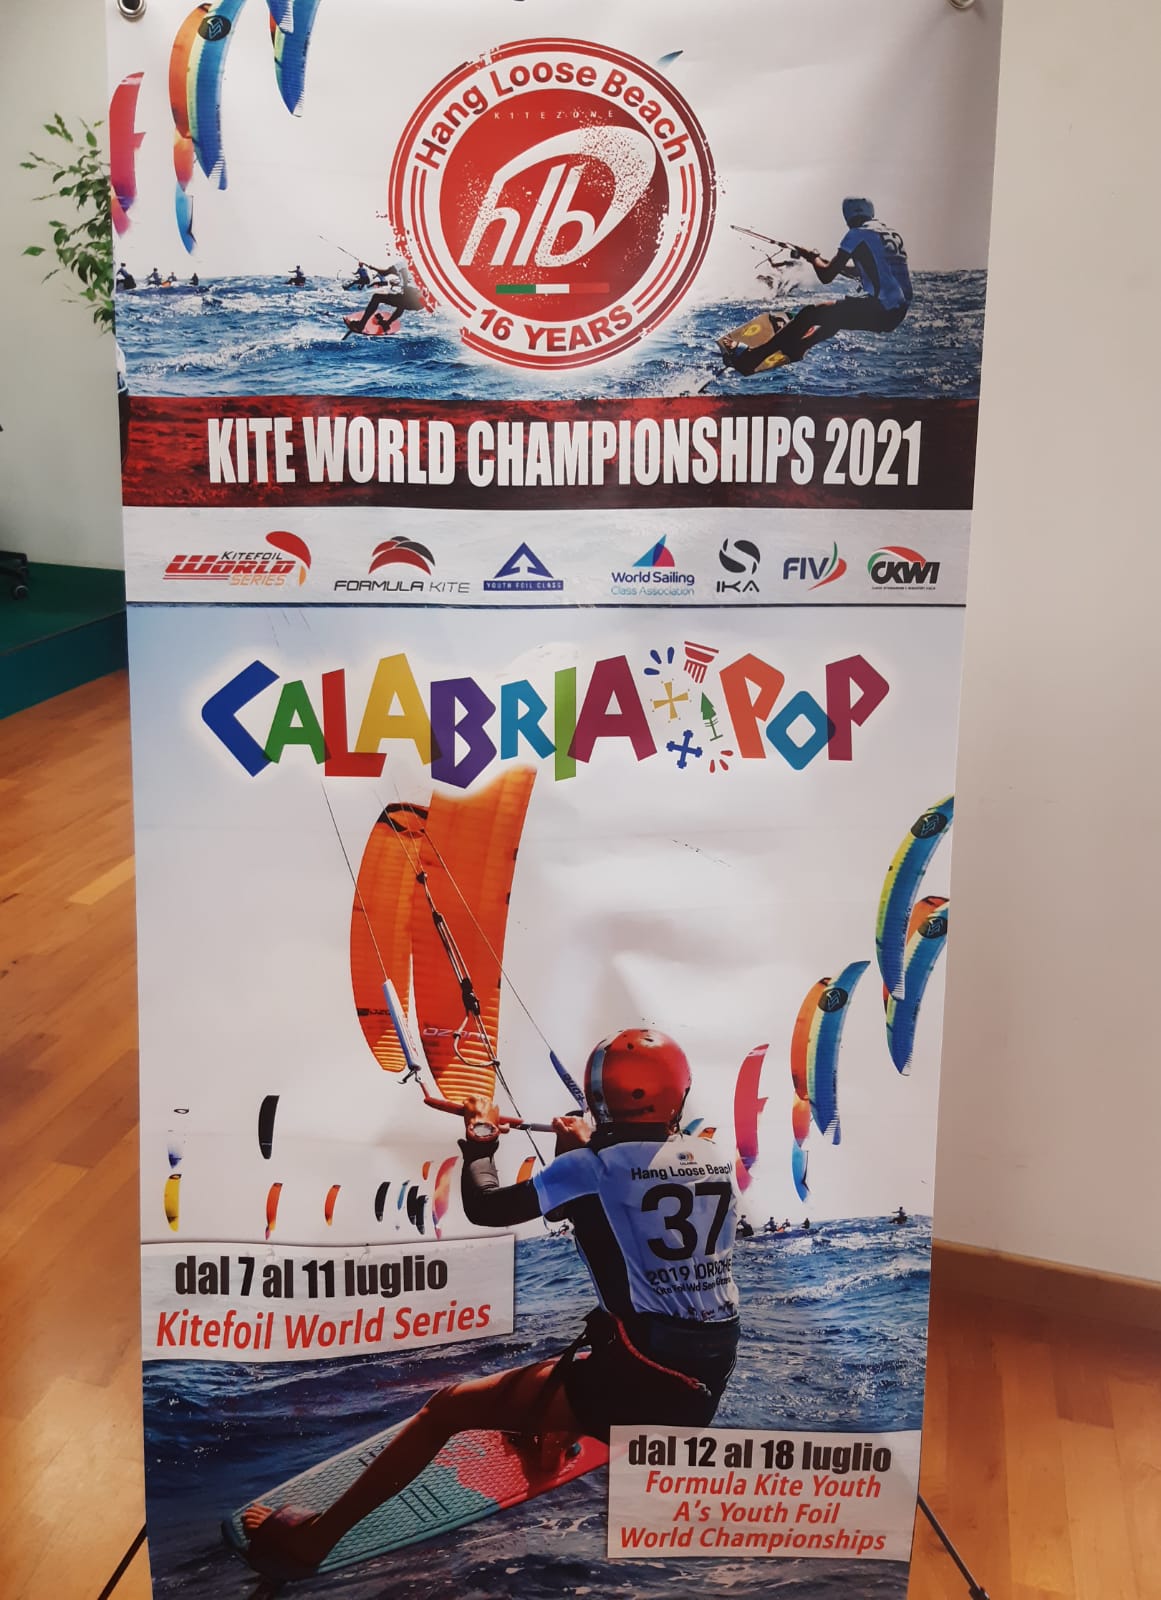 Hang Loose Beach
KITEZONE
hlb
16 YEARS
KITE WORLD CHAMPIONSHIPS 2021
KITEFOIL
WORLD
SERIES
FORMULA KITE
YOUTH FOIL CLASS
World Sailing
Class Association
IKA
FIV
CKWI
CALABRIA POP
OZONE
Hang Loose Beach
37
2019
dal 7 al 11 luglio
Kitefoil World Series
dal 12 al 18 luglio
Formula Kite Youth
A's Youth Foil
World Championships